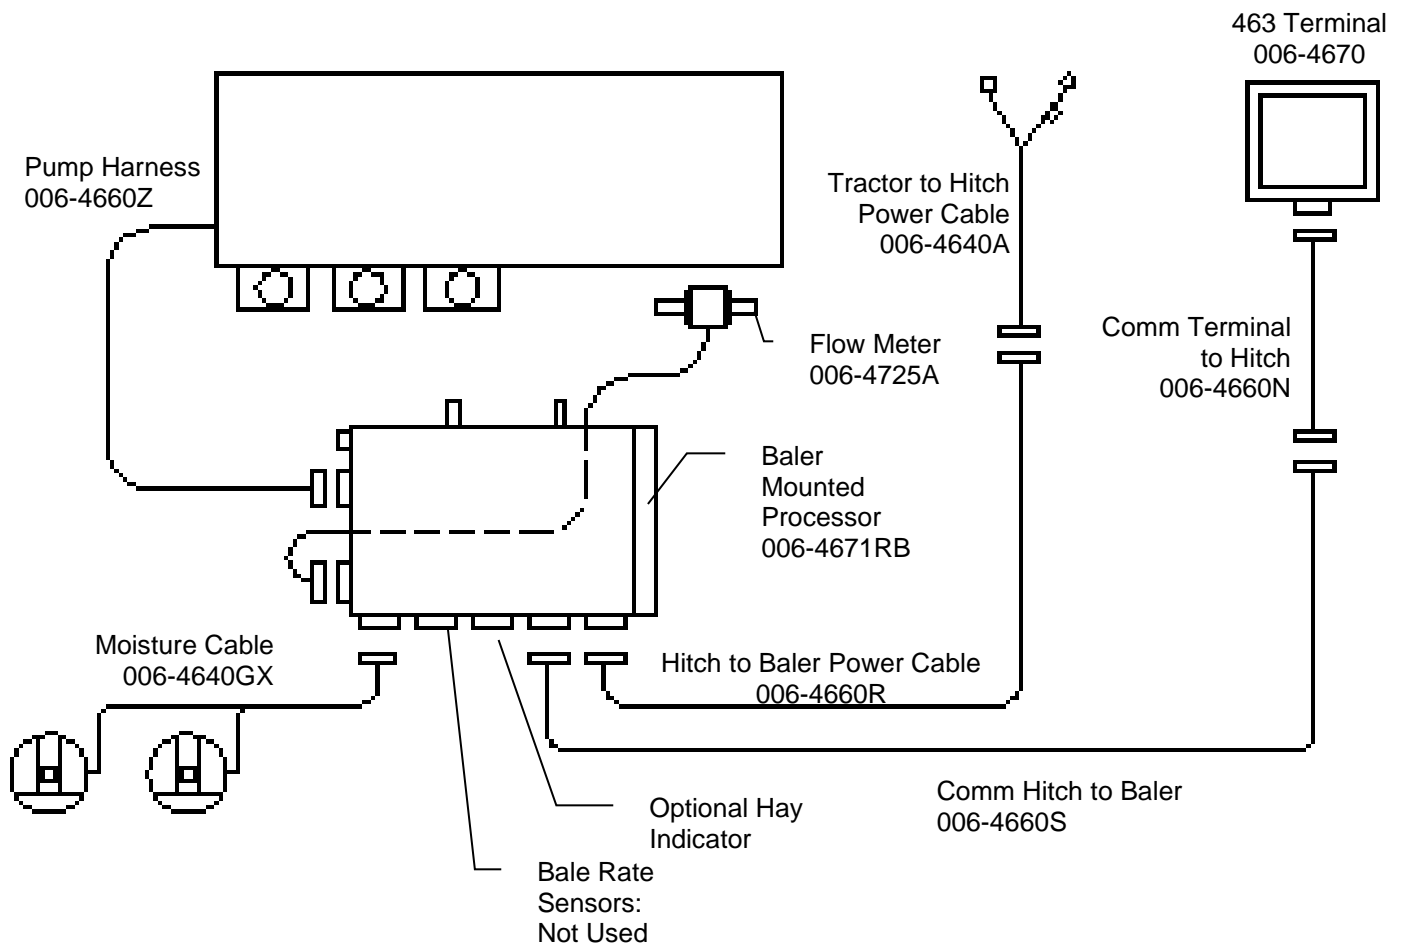 463 Terminal
006-4670
Pump Harness
006-4660Z
Tractor to Hitch
Power Cable
006-4640A
Flow Meter
006-4725A
Comm Terminal
to Hitch
006-4660N
Baler
Mounted
Processor
006-4671RB
Moisture Cable
006-4640GX
Hitch to Baler Power Cable
006-4660R
Comm Hitch to Baler
006-4660S
Optional Hay
Indicator
Bale Rate
Sensors:
Not Used